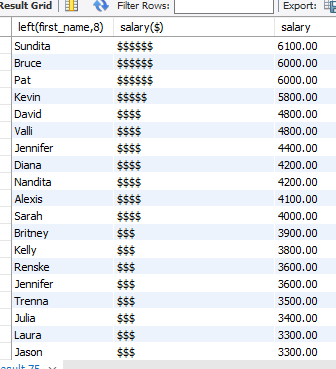 Result Grid Filter Rows: Export:
left(first_name,8) salary($) salary
Sundita $$$$$$ 6100.00
Bruce $$$$$$ 6000.00
Pat $$$$$$ 6000.00
Kevin $$$$$ 5800.00
David $$$$ 4800.00
Valli $$$$ 4800.00
Jennifer $$$$ 4400.00
Diana $$$$ 4200.00
Nandita $$$$ 4200.00
Alexis $$$$ 4100.00
Sarah $$$$ 4000.00
Britney $$$ 3900.00
Kelly $$$ 3800.00
Renske $$$ 3600.00
Jennifer $$$ 3600.00
Trenna $$$ 3500.00
Julia $$$ 3400.00
Laura $$$ 3300.00
Jason $$$ 3300.00
Result 75